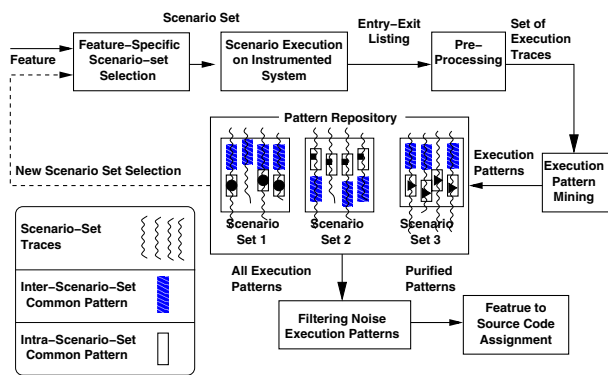 Scenario Set
Feature
Feature–Specific
Scenario–set
Selection
Scenario Execution
on Instrumented
System
Entry–Exit
Listing
Pre–
Processing
Set of
Execution
Traces
Pattern Repository
New Scenario Set Selection
Scenario
Set 1
Scenario
Set 2
Scenario
Set 3
Execution
Patterns
Execution
Pattern
Mining
Scenario–Set
Traces
Inter–Scenario–Set
Common Pattern
Intra–Scenario–Set
Common Pattern
All Execution
Patterns
Purified
Patterns
Filtering Noise
Execution Patterns
Featrue to
Source Code
Assignment